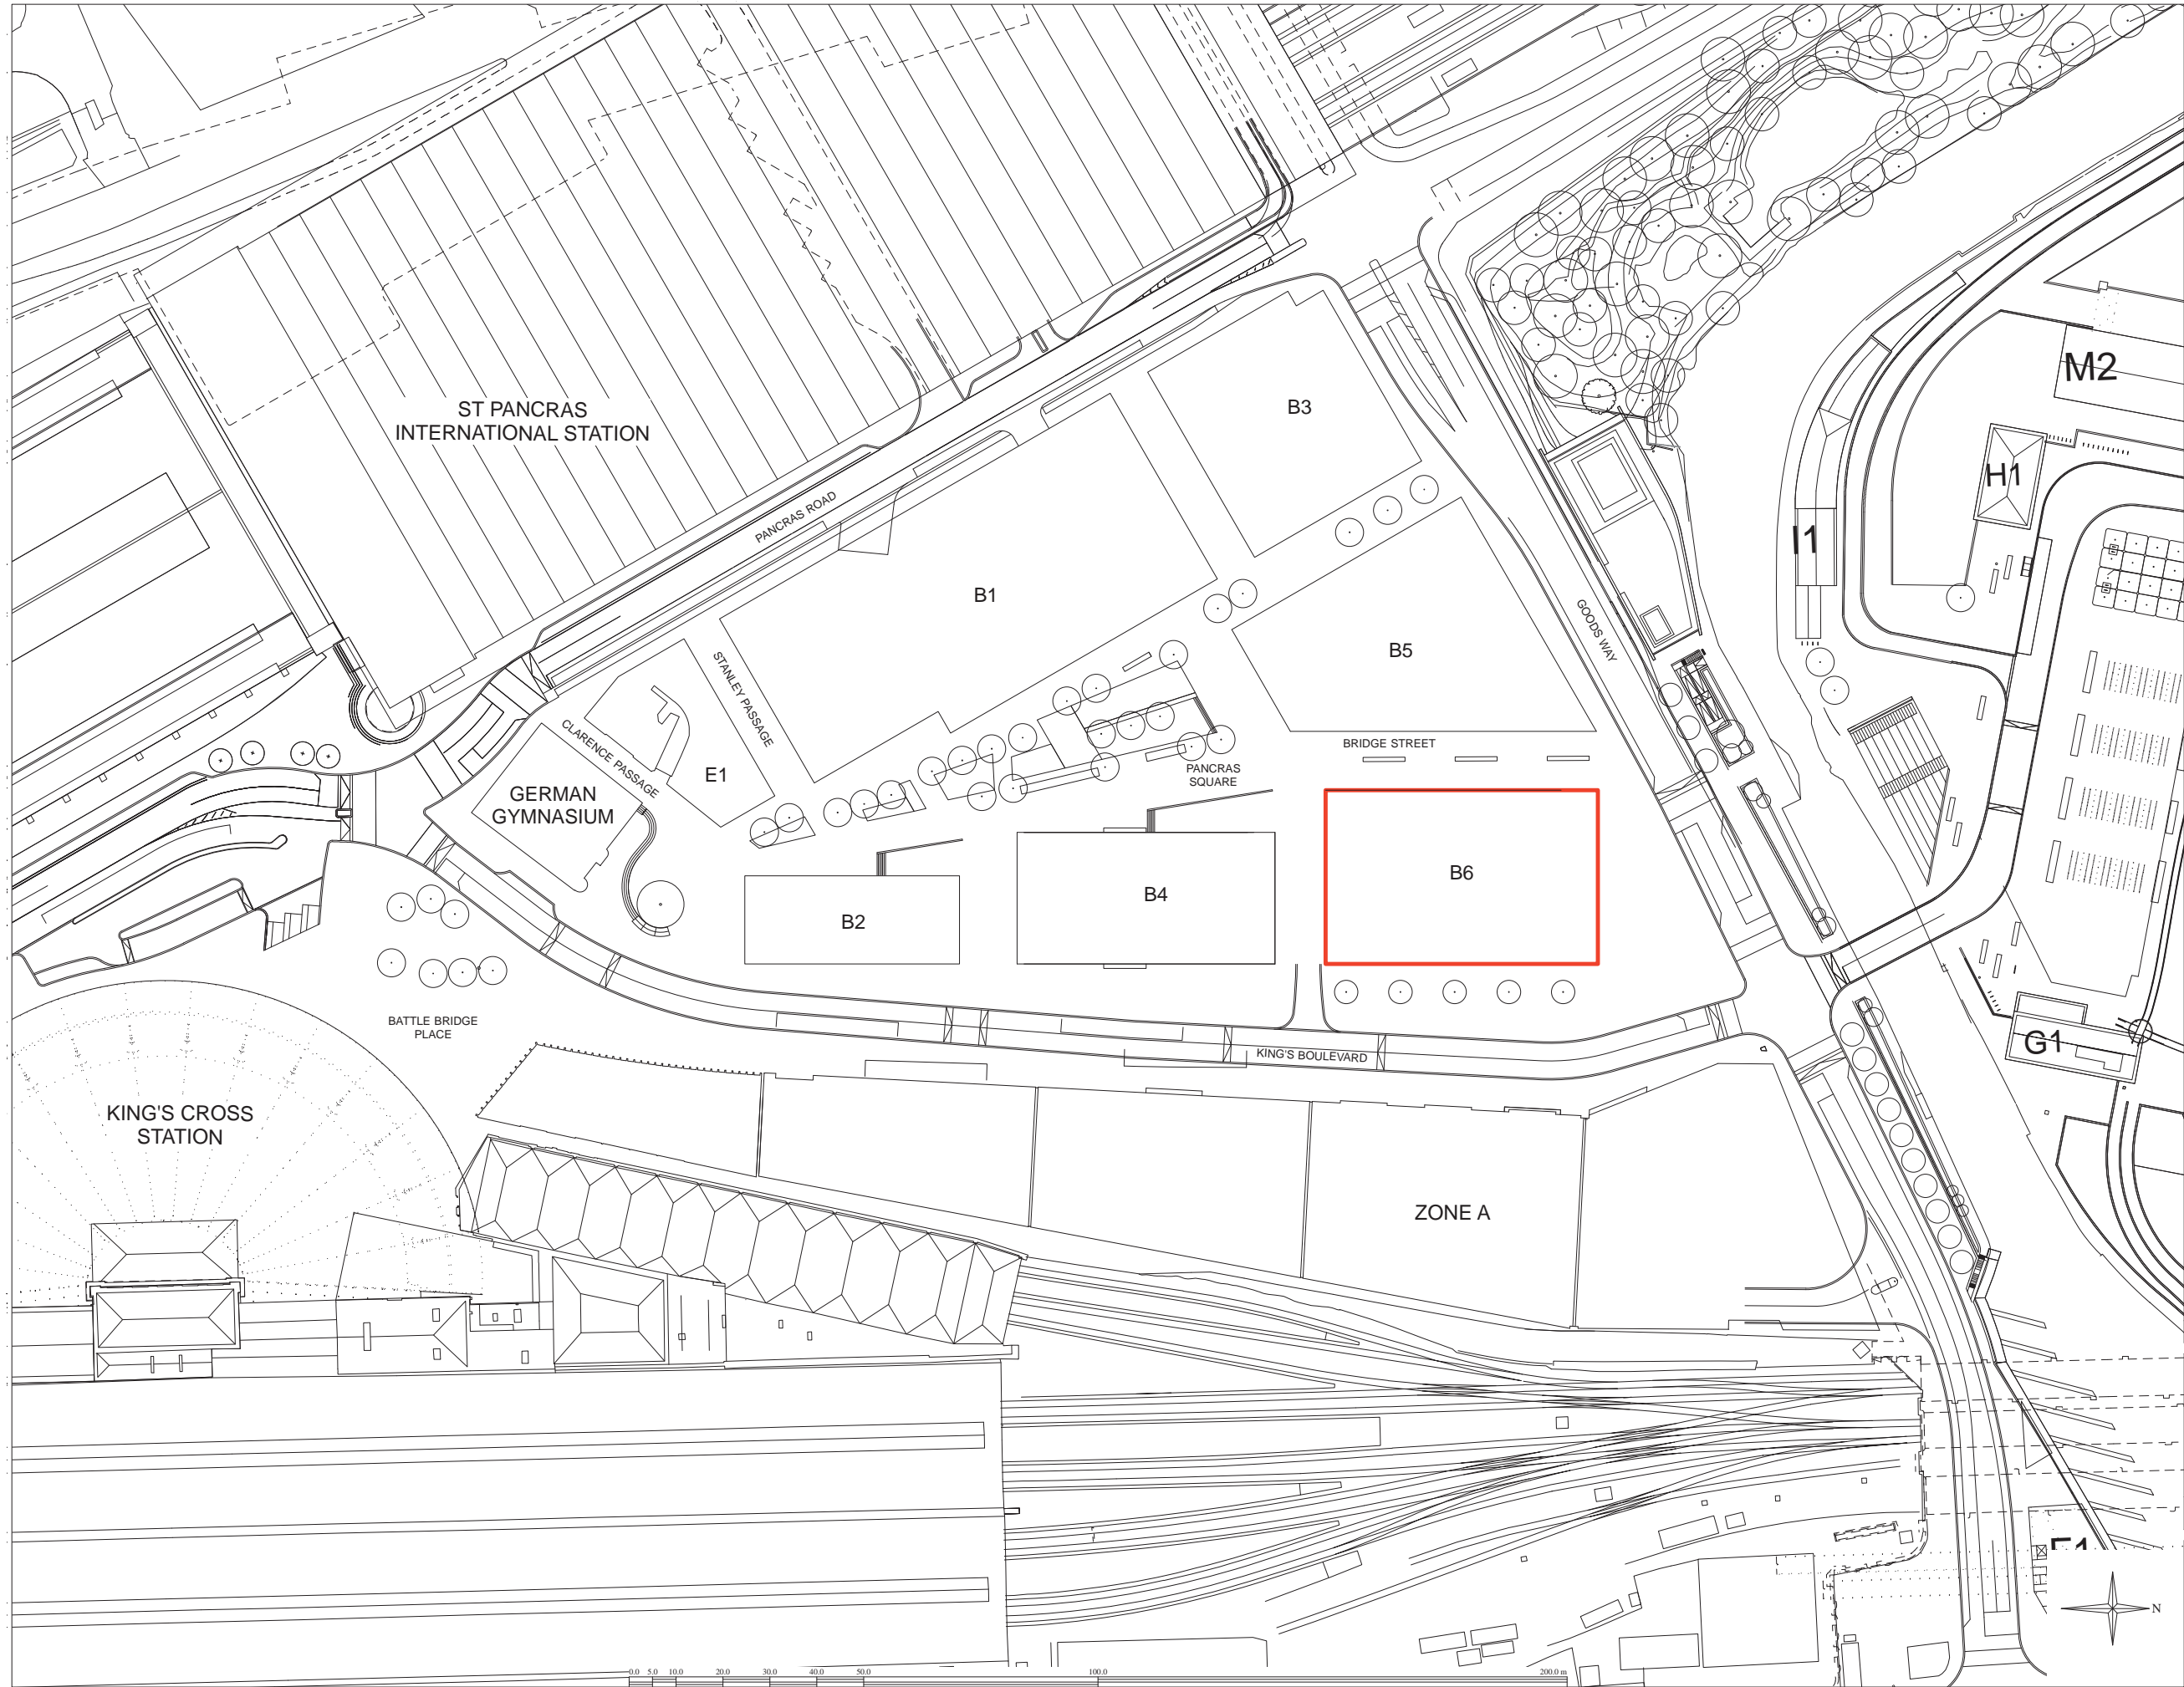 ST PANCRAS
INTERNATIONAL STATION
PANCRAS ROAD
B3
M2
H1
I1
B1
B5
GOODS WAY
STANLEY PASSAGE
CLARENCE PASSAGE
E1
GERMAN
GYMNASIUM
BRIDGE STREET
PANCRAS
SQUARE
B6
B4
B2
BATTLE BRIDGE
PLACE
KING'S BOULEVARD
G1
KING'S CROSS
STATION
ZONE A
N
0.0 5.0 10.0 20.0 30.0 40.0 50.0 100.0 200.0 m